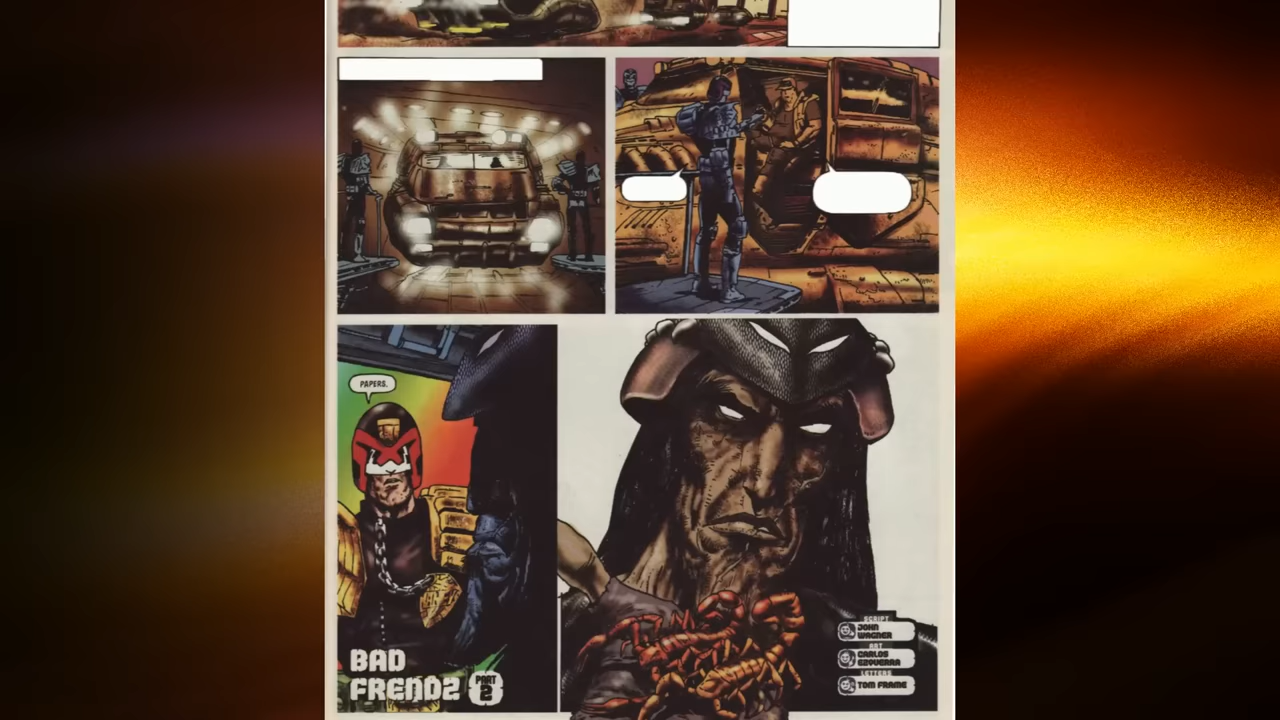 PAPERS.
BAD
FRENDZ
PART
2
SCRIPT
JOHN
WAGNER
ART
CARLOS
EZQUERRA
LETTERS
TOM FRAME